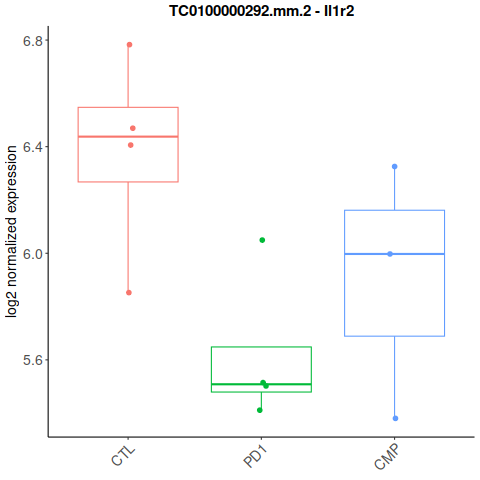 TC0100000292.mm.2 - Il1r2
log2 normalized expression
6.8
6.4
6.0
5.6
CTL
PD1
CMP